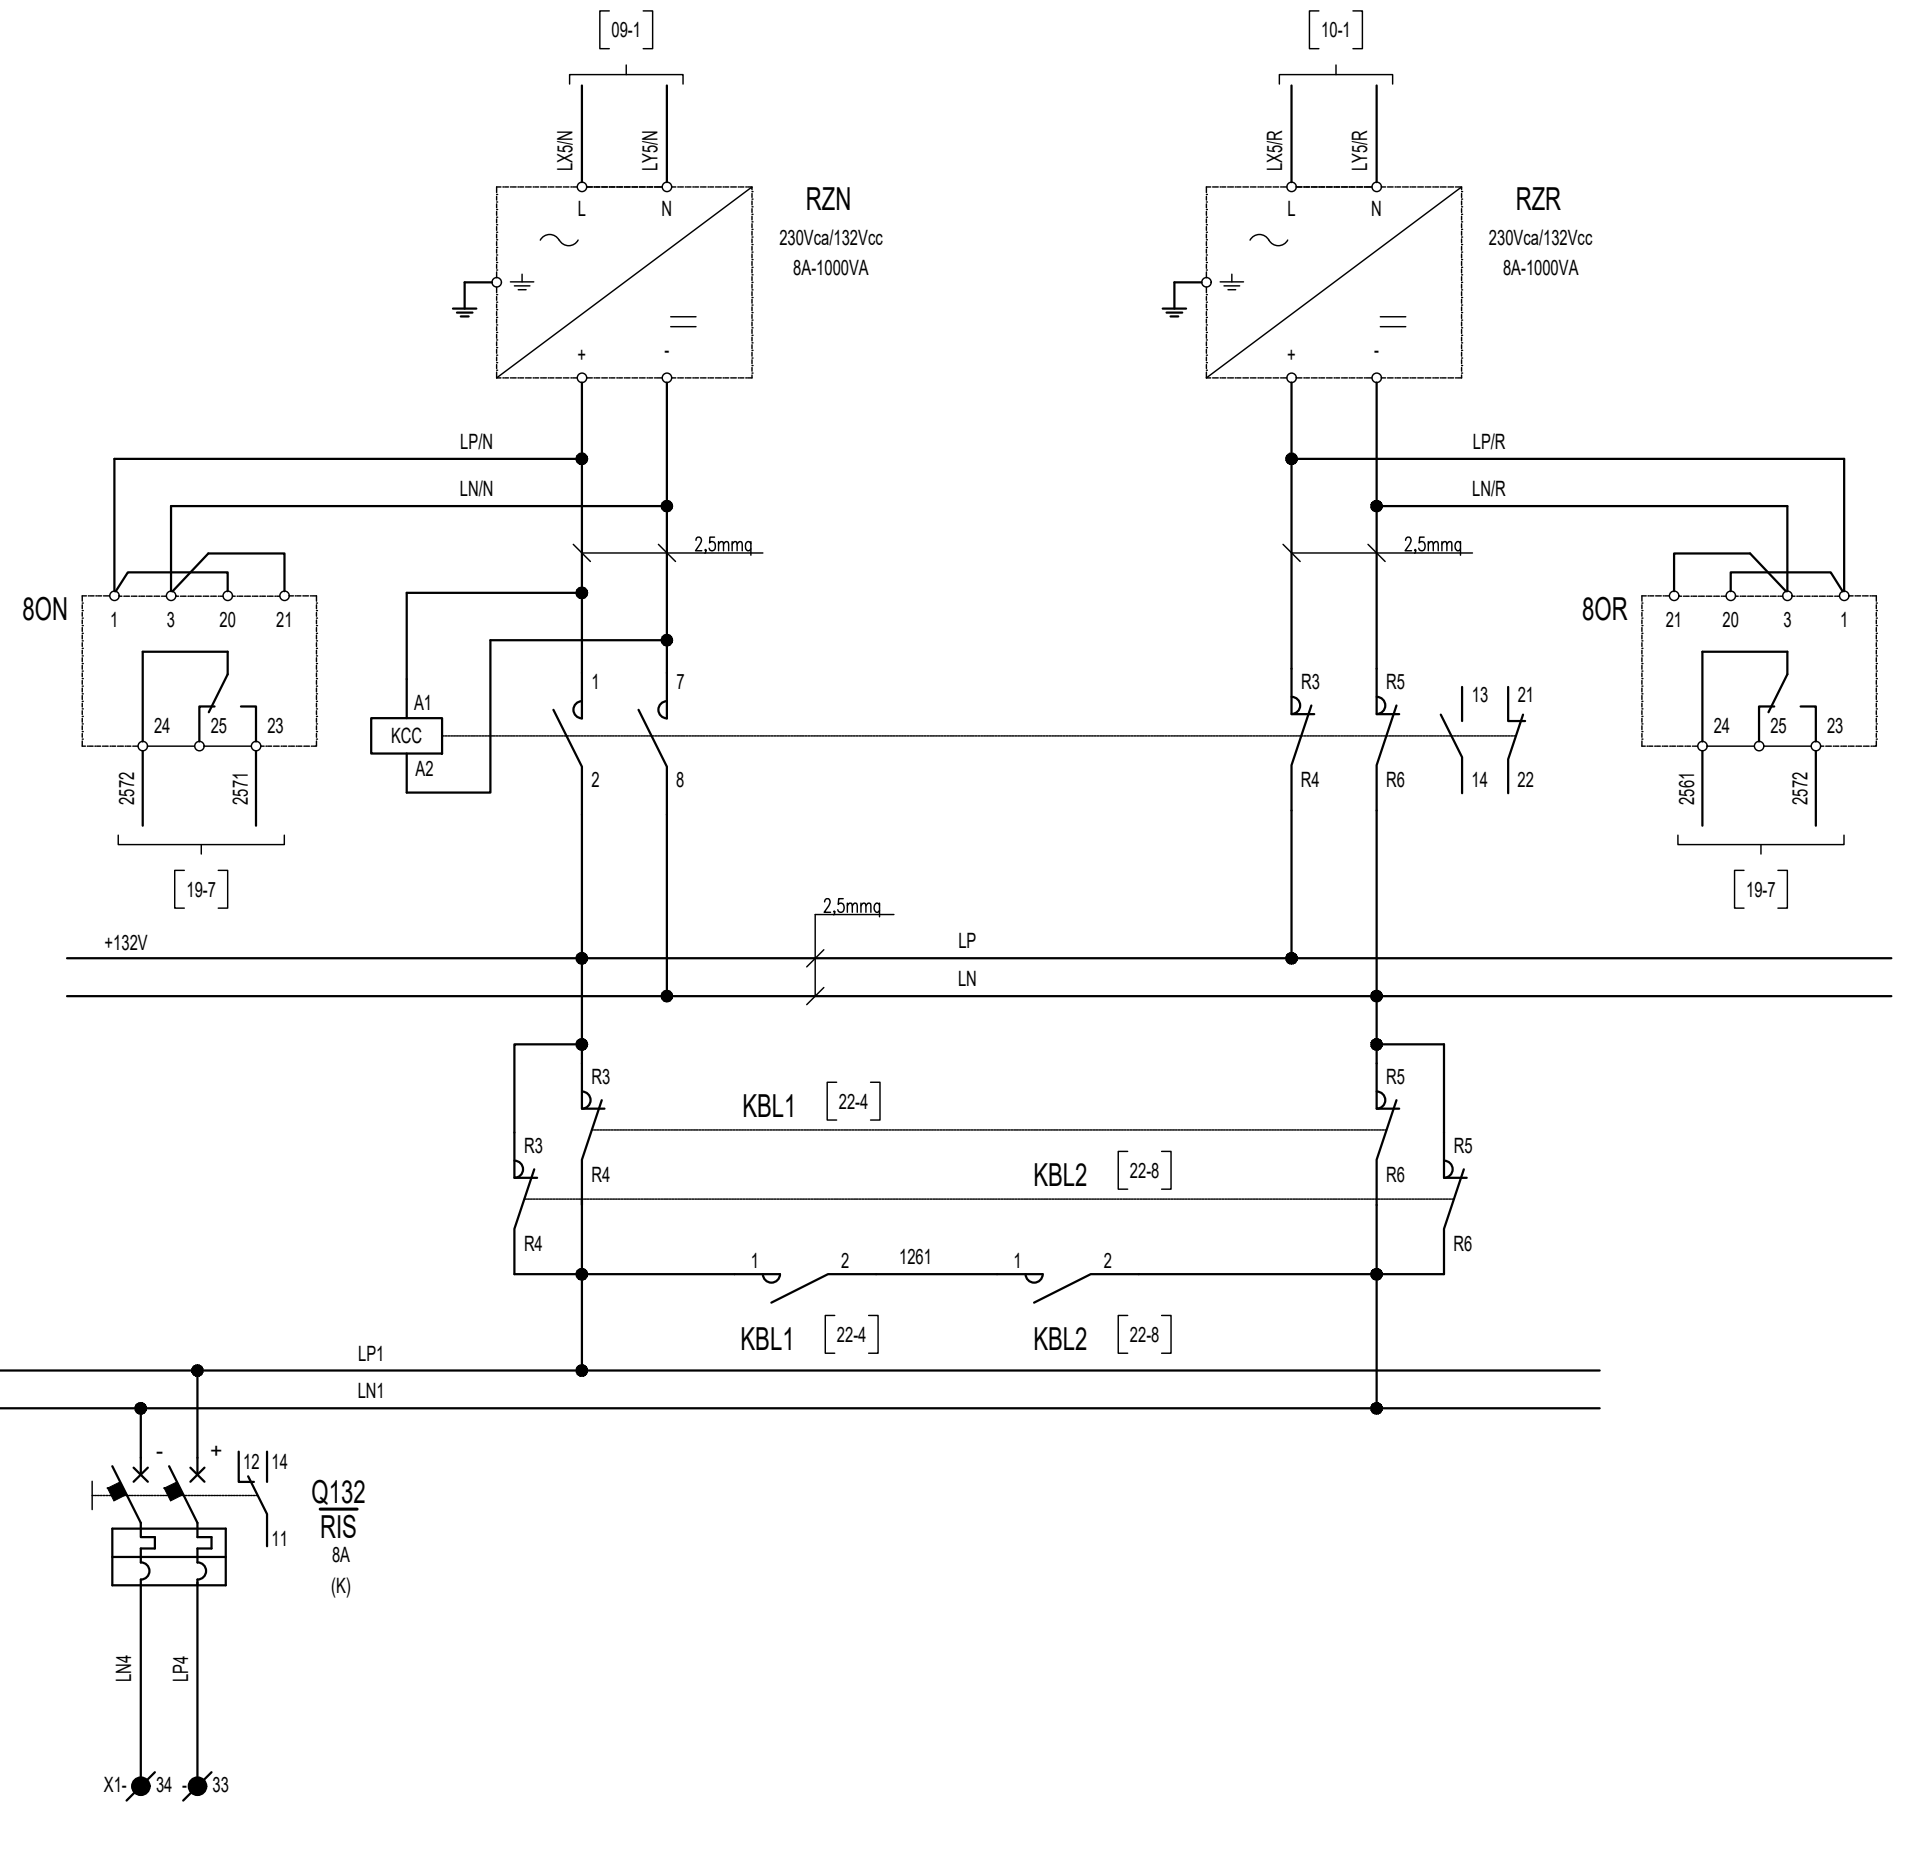 09-1
10-1
LX5/N
LY5/N
LX5/R
LY5/R
L
N
RZN
230Vca/132Vcc
8A-1000VA
+
-
L
N
RZR
230Vca/132Vcc
8A-1000VA
+
-
LP/N
LN/N
LP/R
LN/R
2,5mmq
2,5mmq
8ON
1
3
20
21
24
25
23
2572
2571
19-7
A1
KCC
A2
1
7
2
8
R3
R5
13
21
R4
R6
14
22
8OR
21
20
3
1
24
25
23
2561
2572
19-7
+132V
2,5mmq
LP
LN
R3
KBL1
22-4
R5
R3
R4
KBL2
22-8
R6
R5
R4
R6
1
2
1261
1
2
KBL1
22-4
KBL2
22-8
LP1
LN1
-
+
12
14
11
Q132
RIS
8A
(K)
LN4
LP4
X1-
34
-
33